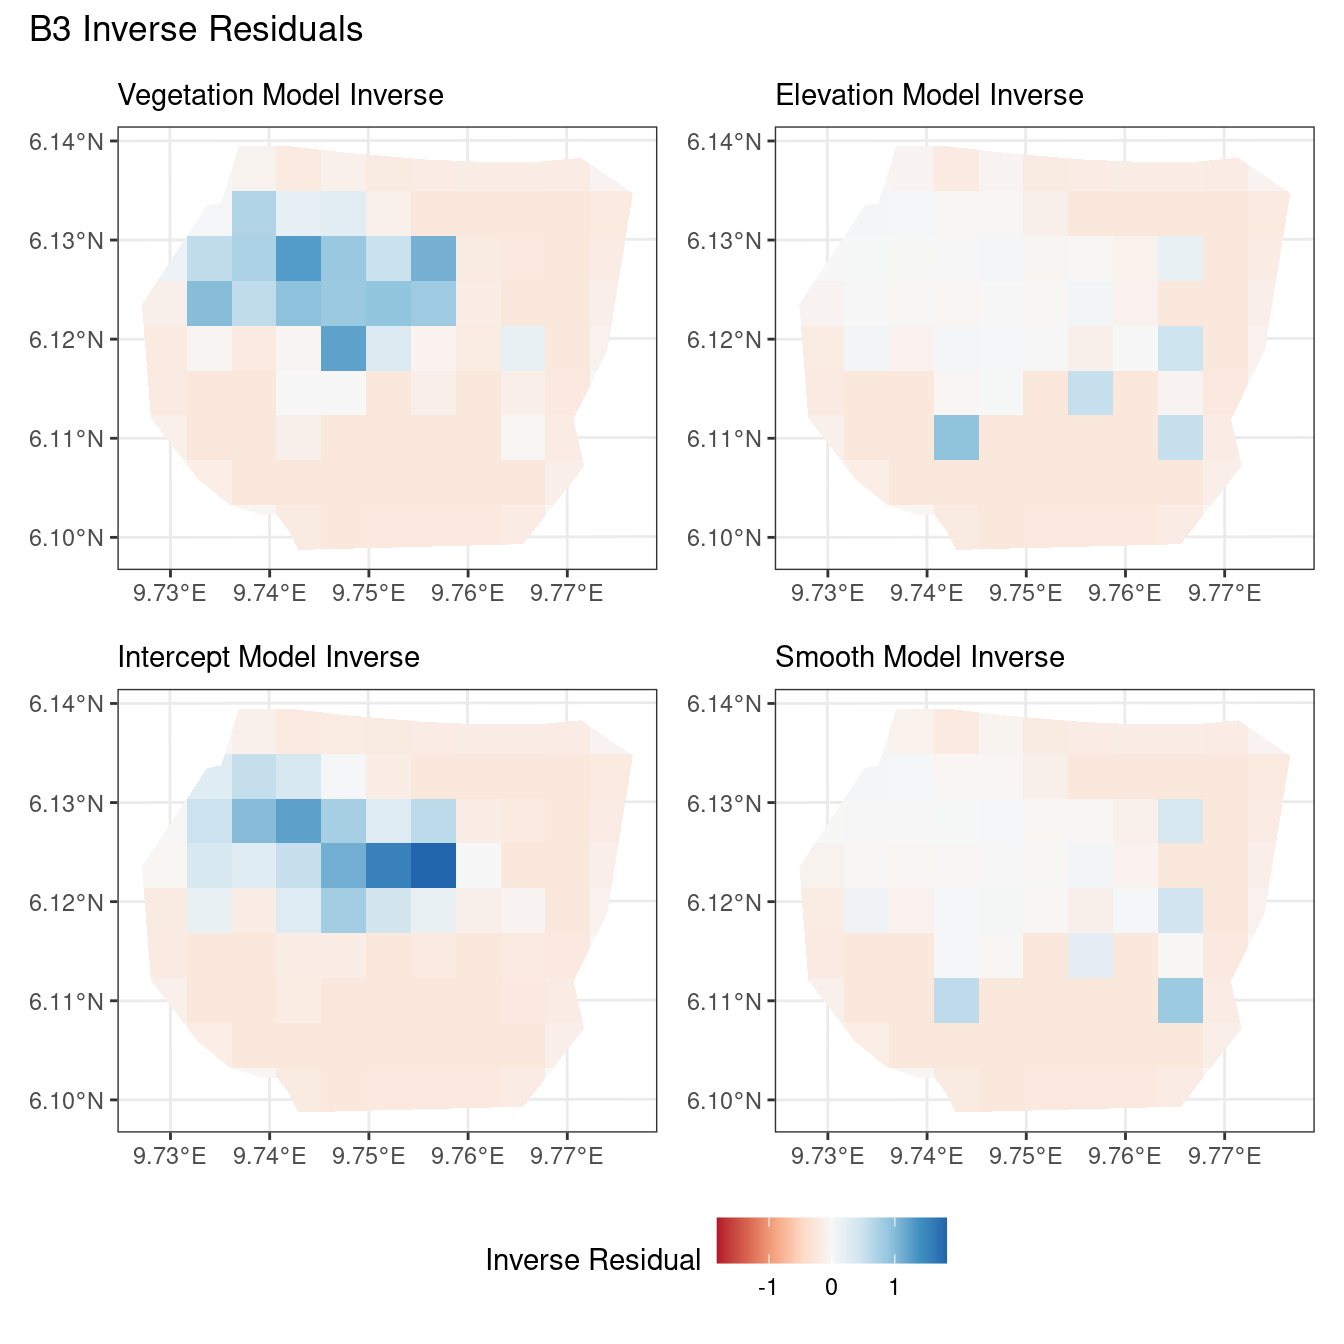 B3 Inverse Residuals
Vegetation Model Inverse
6.14°N
6.13°N
6.12°N
6.11°N
6.10°N
9.73°E 9.74°E 9.75°E 9.76°E 9.77°E
Elevation Model Inverse
6.14°N
6.13°N
6.12°N
6.11°N
6.10°N
9.73°E 9.74°E 9.75°E 9.76°E 9.77°E
Intercept Model Inverse
6.14°N
6.13°N
6.12°N
6.11°N
6.10°N
9.73°E 9.74°E 9.75°E 9.76°E 9.77°E
Smooth Model Inverse
6.14°N
6.13°N
6.12°N
6.11°N
6.10°N
9.73°E 9.74°E 9.75°E 9.76°E 9.77°E
Inverse Residual
-1 0 1